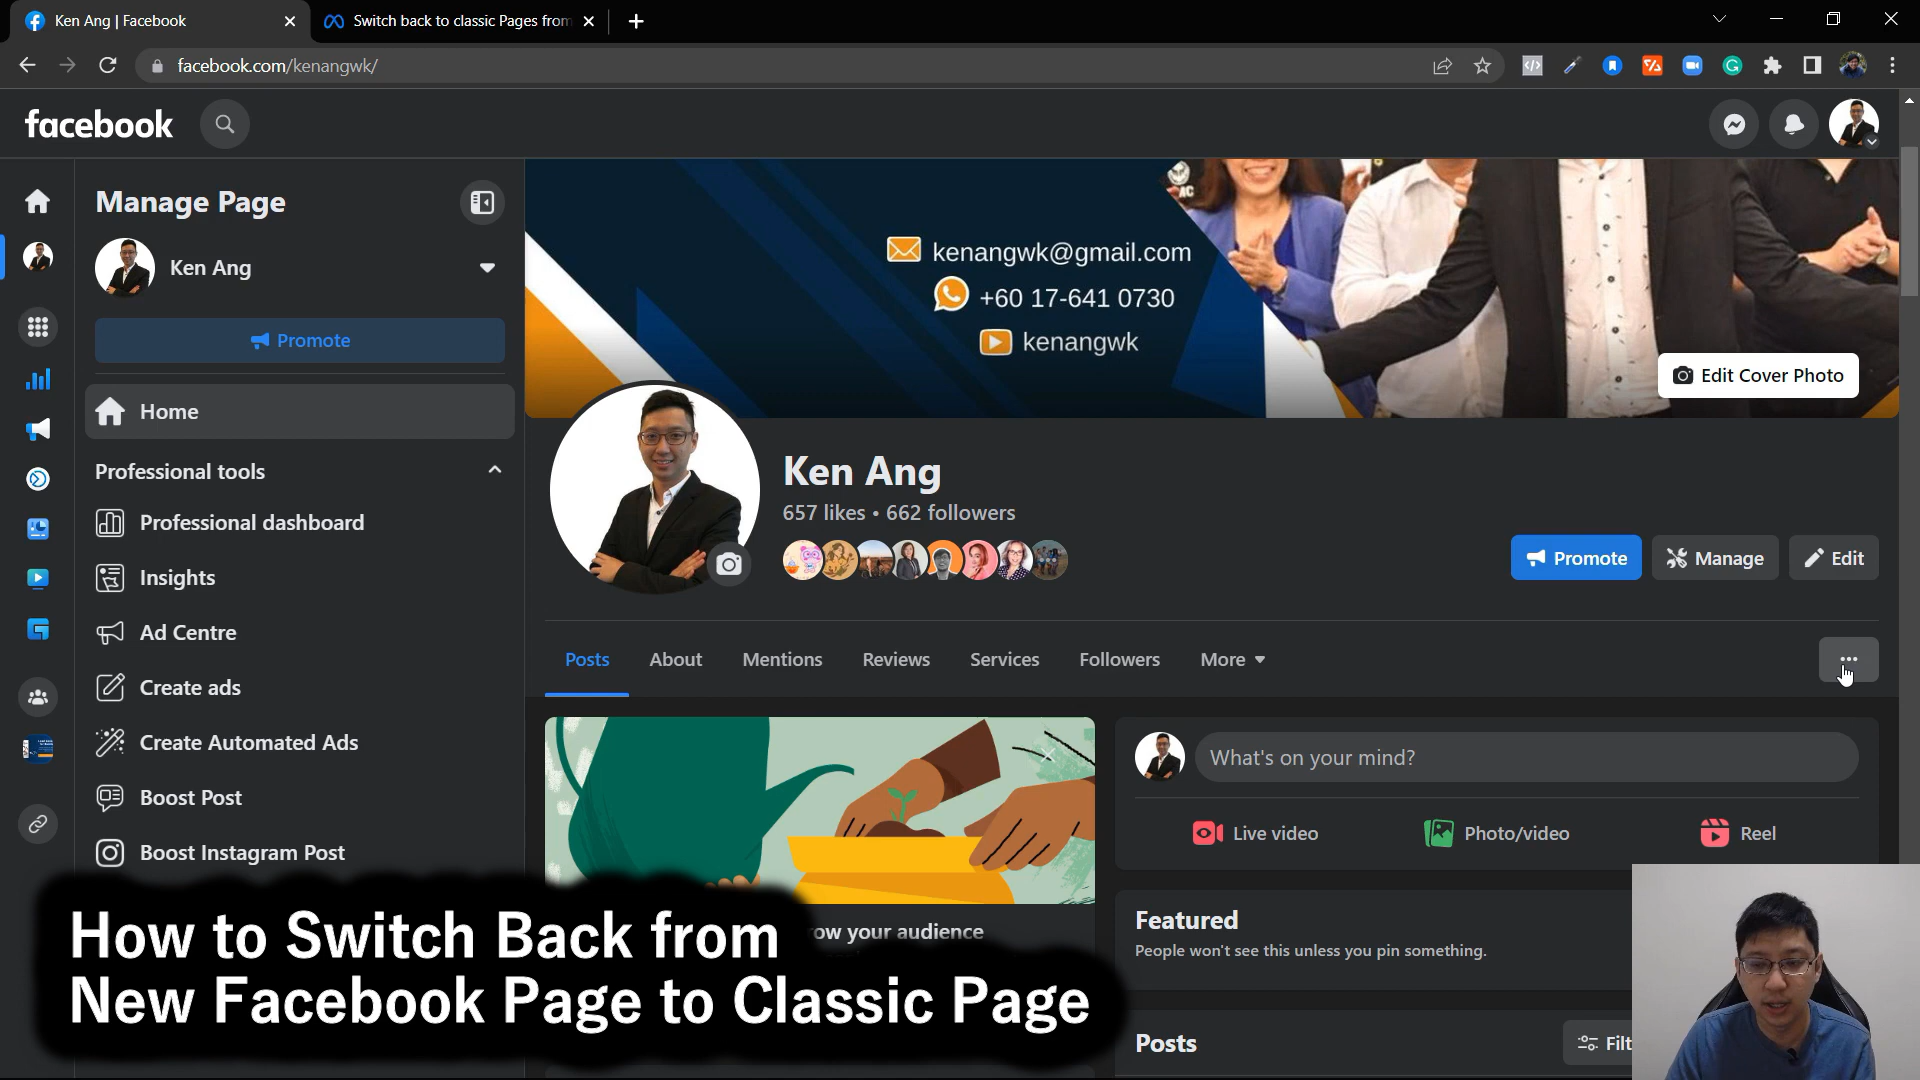 Ken Ang | Facebook
Switch back to classic Pages from
facebook.com/kenangwk/
facebook
Manage Page
Ken Ang
Promote
Home
Professional tools
Professional dashboard
Insights
Ad Centre
Create ads
Create Automated Ads
Boost Post
Boost Instagram Post
kenangwk@gmail.com
+60 17-641 0730
kenangwk
Edit Cover Photo
Ken Ang
657 likes • 662 followers
Promote
Manage
Edit
Posts
About
Mentions
Reviews
Services
Followers
More
What's on your mind?
Live video
Photo/video
Reel
row your audience
Featured
People won't see this unless you pin something.
Posts
Filt
How to Switch Back from
New Facebook Page to Classic Page